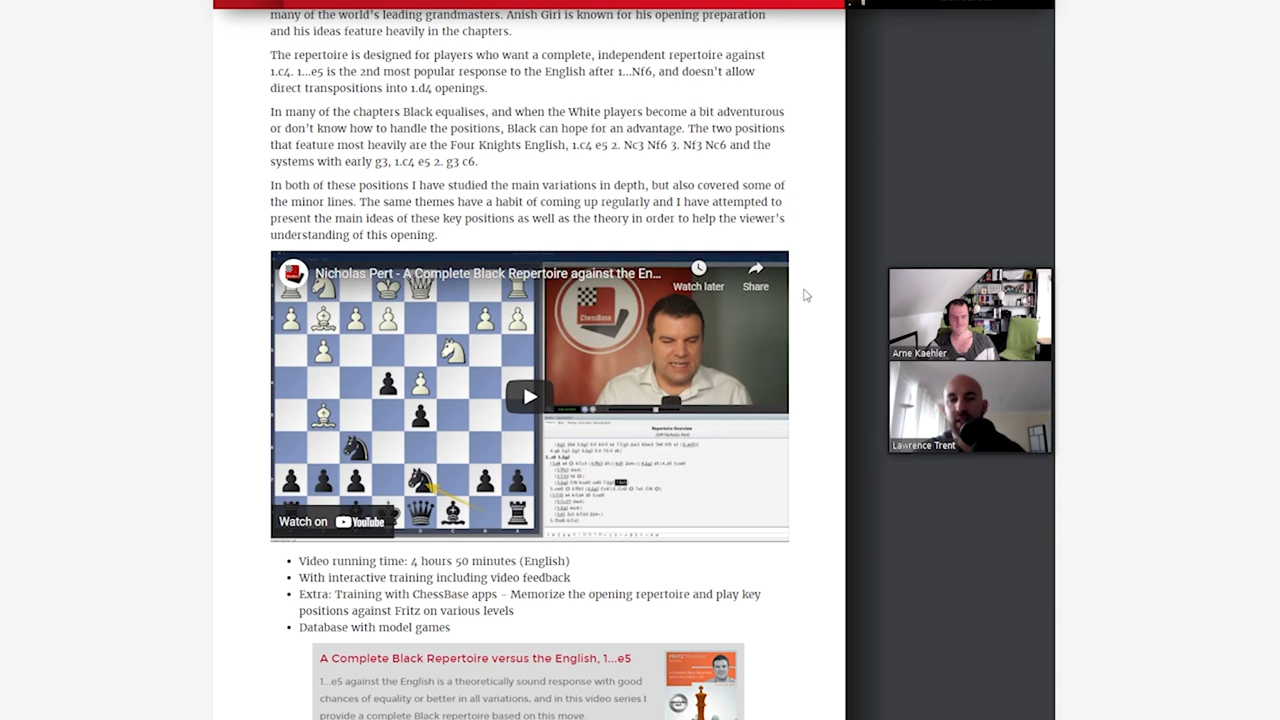 many of the world's leading grandmasters. Anish Giri is known for his opening preparation
and his ideas feature heavily in the chapters.
The repertoire is designed for players who want a complete, independent repertoire against
1.c4. 1...e5 is the 2nd most popular response to the English after 1...Nf6, and doesn't allow
direct transpositions into 1.d4 openings.
In many of the chapters Black equalises, and when the White players become a bit adventurous
or don't know how to handle the positions, Black can hope for an advantage. The two positions
that feature most heavily are the Four Knights English, 1.c4 e5 2. Nc3 Nf6 3. Nf3 Nc6 and the
systems with early g3, 1.c4 e5 2. g3 c6.
In both of these positions I have studied the main variations in depth, but also covered some of
the minor lines. The same themes have a habit of coming up regularly and I have attempted to
present the main ideas of these key positions as well as the theory in order to help the viewer's
understanding of this opening.
Nicholas Pert - A Complete Black Repertoire against the En...
Watch later
Share
ChessBase
Repertoire Overview
Watch on YouTube
Arne Kaehler
Lawrence Trent
• Video running time: 4 hours 50 minutes (English)
• With interactive training including video feedback
• Extra: Training with ChessBase apps - Memorize the opening repertoire and play key
positions against Fritz on various levels
• Database with model games
A Complete Black Repertoire versus the English, 1...e5
1...e5 against the English is a theoretically sound response with good
chances of equality or better in all variations, and in this video series I
provide a complete Black repertoire based on this move.